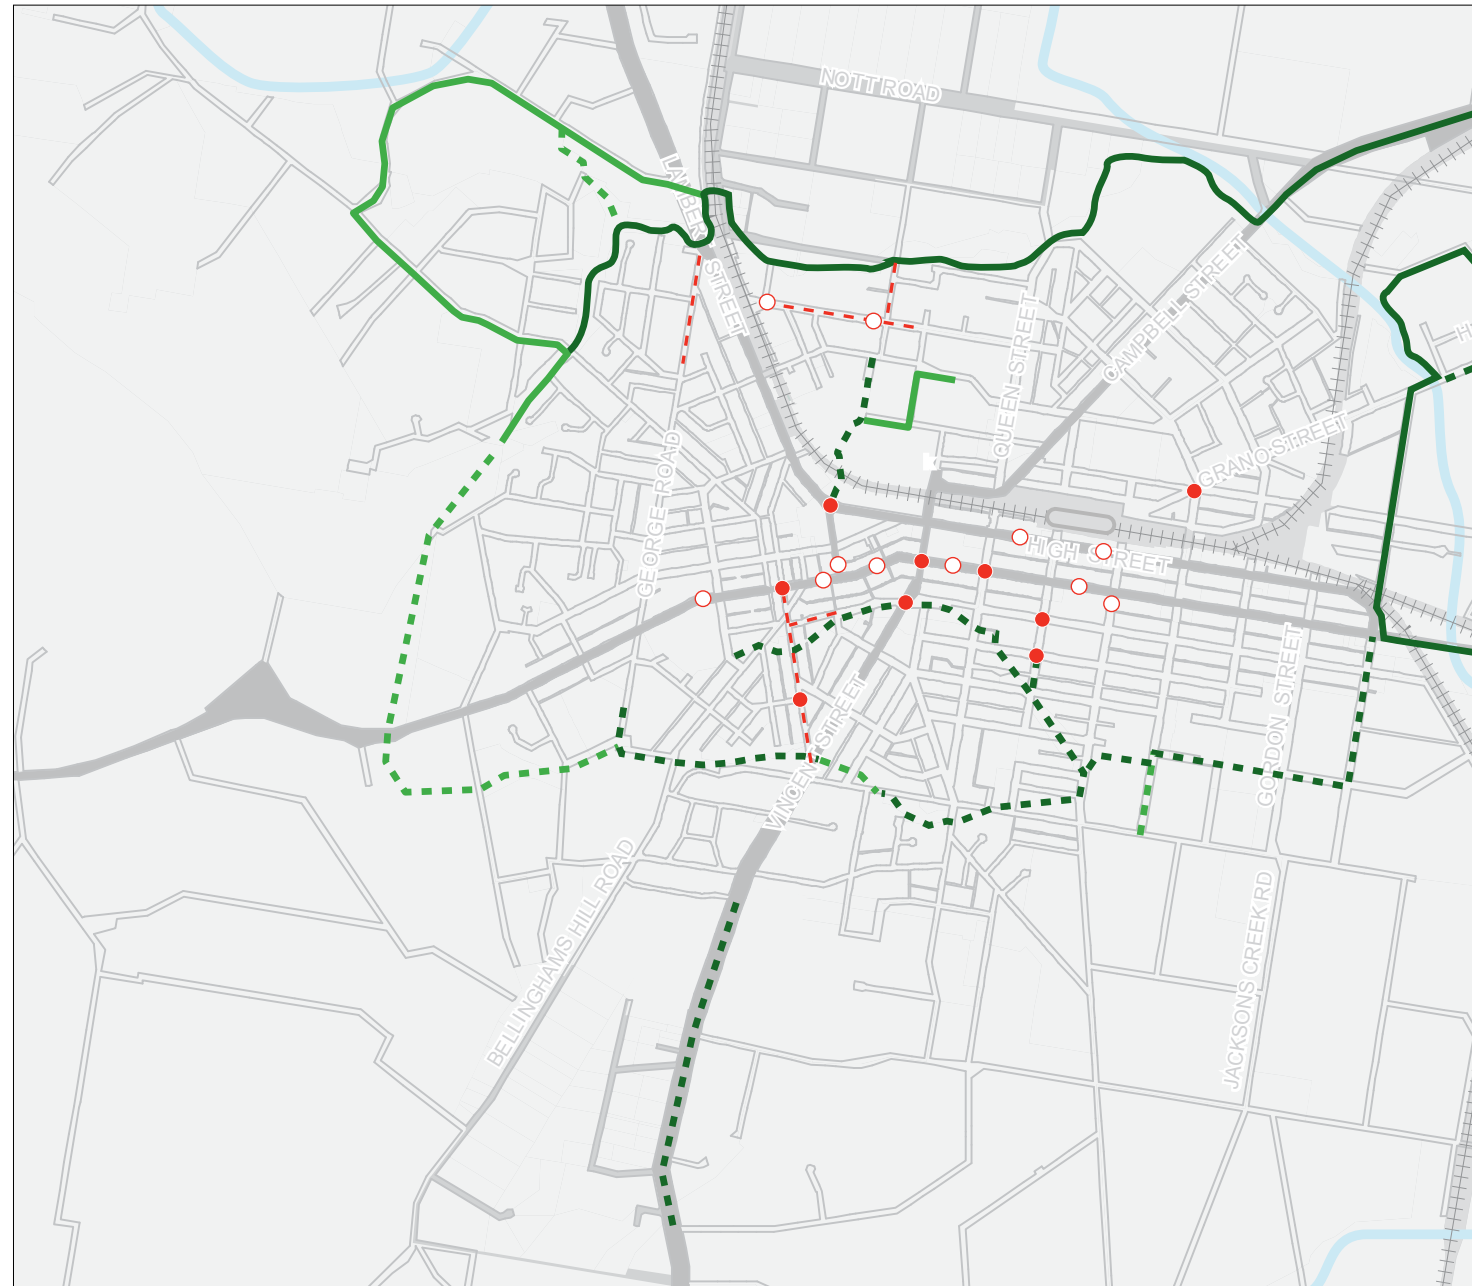 NOTT ROAD
LAMBERT STREET
CAMPBELL STREET
QUEEN STREET
GRANO STREET
GEORGE ROAD
HIGH STREET
GORDON STREET
VINCENT STREET
BELLINGHAMS HILL ROAD
JACKSONS CREEK RD